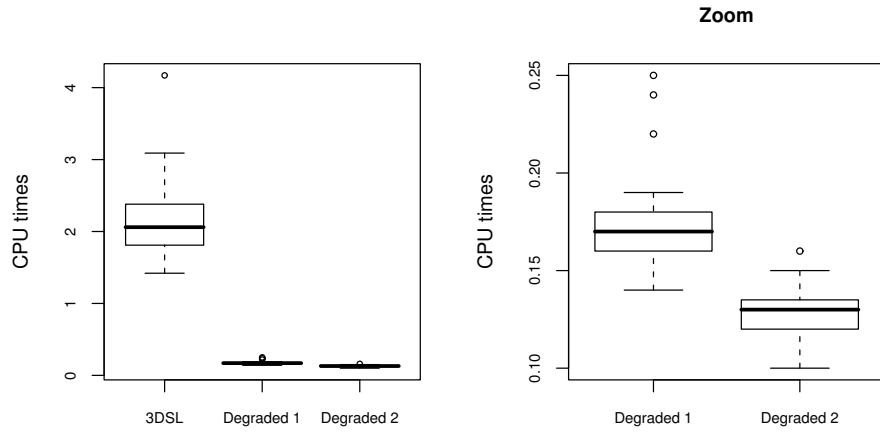 CPU times
4
3
2
1
0
3DSL
Degraded 1
Degraded 2
Zoom
CPU times
0.25
0.20
0.15
0.10
Degraded 1
Degraded 2